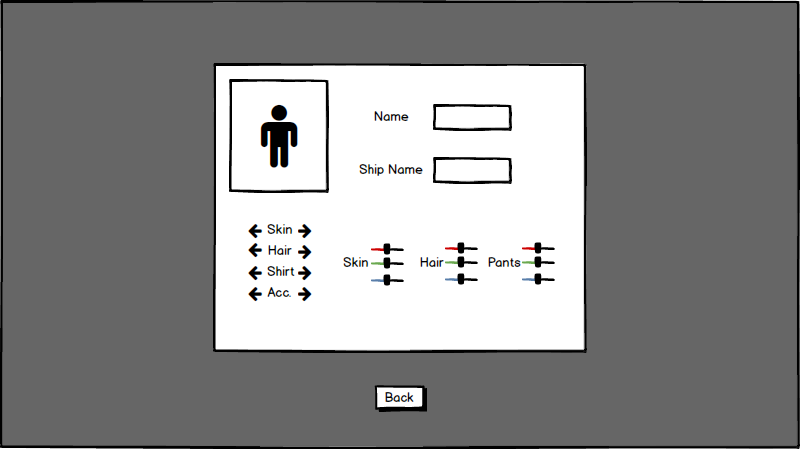 Name
Ship Name
Skin
Hair
Shirt
Acc.
Skin
Hair
Pants
Back